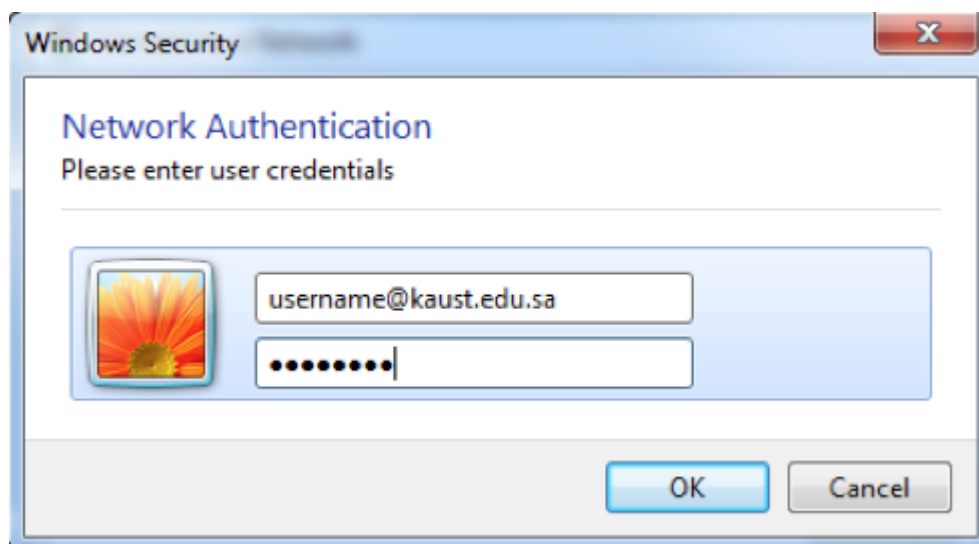 Windows Security
Network Authentication
Please enter user credentials
username@kaust.edu.sa
••••••••
OK
Cancel